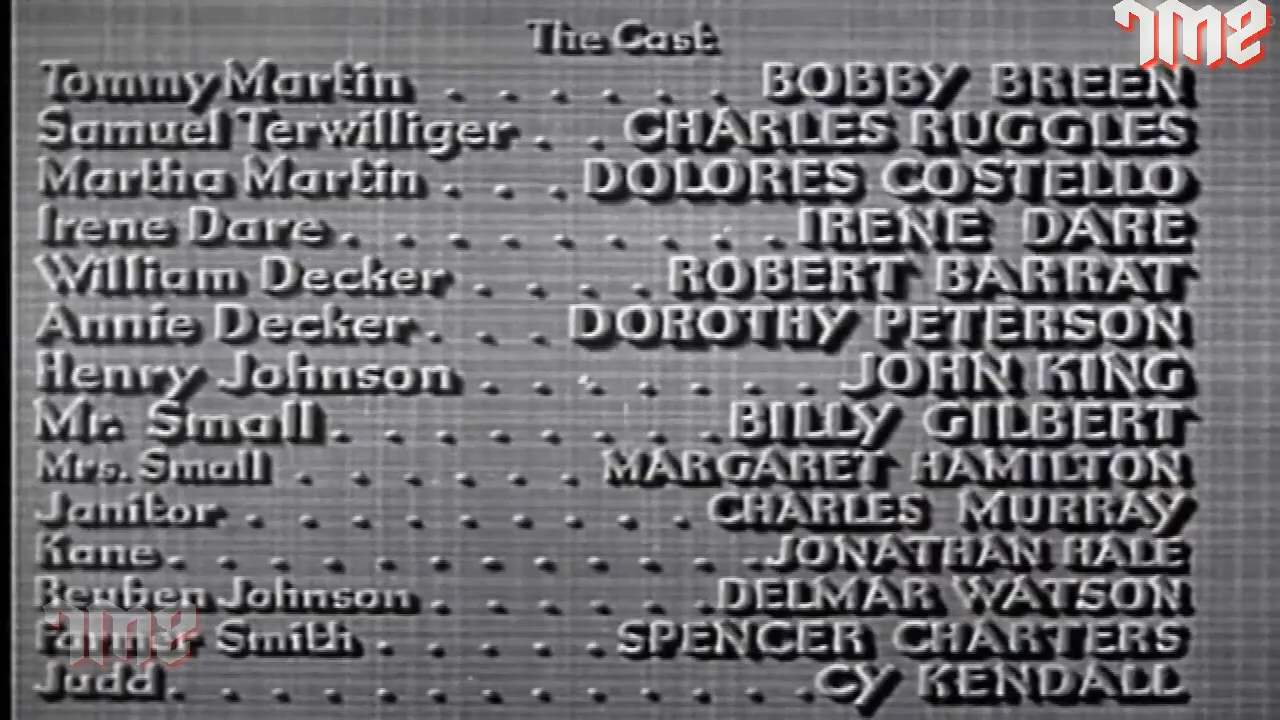 The Cast
Tommy Martin . . . . . . BOBBY BREEN
Samuel Terwilliger . . CHARLES RUGGLES
Martha Martin . . . DOLORES COSTELLO
Irene Dare . . . . . . . . . IRENE DARE
William Decker . . . . ROBERT BARRAT
Annie Decker . . . DOROTHY PETERSON
Henry Johnson . . . . . . . JOHN KING
Mr. Small . . . . . . . . BILLY GILBERT
Mrs. Small . . . . . . MARGARET HAMILTON
Janitor . . . . . . . . . CHARLES MURRAY
Kane . . . . . . . . . . . JONATHAN HALE
Reuben Johnson . . . . . . DELMAR WATSON
Farmer Smith . . . . . SPENCER CHARTERS
Judd . . . . . . . . . . . . CY KENDALL